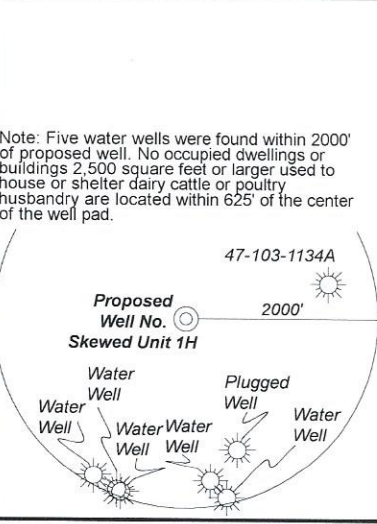 Note: Five water wells were found within 2000'
of proposed well. No occupied dwellings or
buildings 2,500 square feet or larger used to
house or shelter dairy cattle or poultry
husbandry are located within 625' of the center
of the well pad.
47-103-1134A
Proposed
Well No.
Skewed Unit 1H
2000'
Water
Well
Water
Well
Water
Well
Water
Well
Plugged
Well
Water
Well